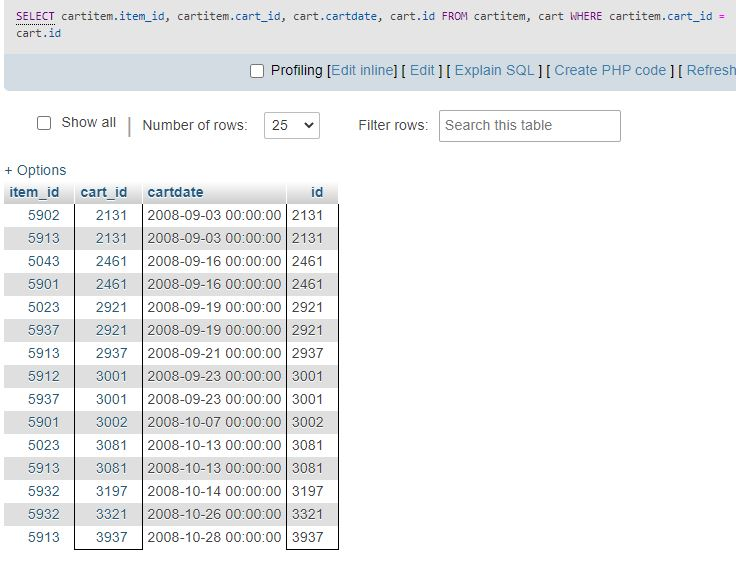 SELECT cartitem.item_id, cartitem.cart_id, cart.cartdate, cart.id FROM cartitem, cart WHERE cartitem.cart_id =
cart.id
Profiling [Edit inline] [ Edit ] [ Explain SQL ] [ Create PHP code ] [ Refresh
Show all | Number of rows: 25 Filter rows: Search this table
+ Options
item_id cart_id cartdate id
5902 2131 2008-09-03 00:00:00 2131
5913 2131 2008-09-03 00:00:00 2131
5043 2461 2008-09-16 00:00:00 2461
5901 2461 2008-09-16 00:00:00 2461
5023 2921 2008-09-19 00:00:00 2921
5937 2921 2008-09-19 00:00:00 2921
5913 2937 2008-09-21 00:00:00 2937
5912 3001 2008-09-23 00:00:00 3001
5937 3001 2008-09-23 00:00:00 3001
5901 3002 2008-10-07 00:00:00 3002
5023 3081 2008-10-13 00:00:00 3081
5913 3081 2008-10-13 00:00:00 3081
5932 3197 2008-10-14 00:00:00 3197
5932 3321 2008-10-26 00:00:00 3321
5913 3937 2008-10-28 00:00:00 3937